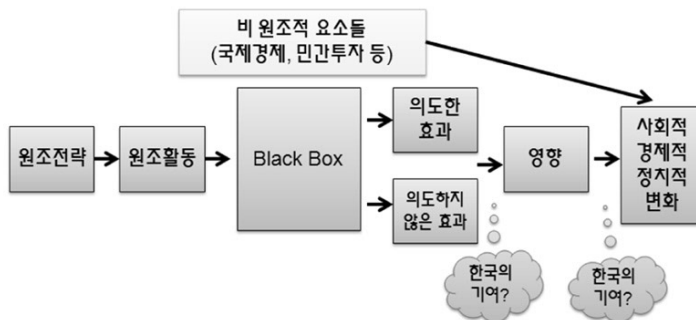 비 원조적 요소들
(국제경제, 민간투자 등)
원조전략
원조활동
Black Box
의도한
효과
의도하지
않은 효과
영향
사회적
경제적
정치적
변화
한국의
기여?
한국의
기여?